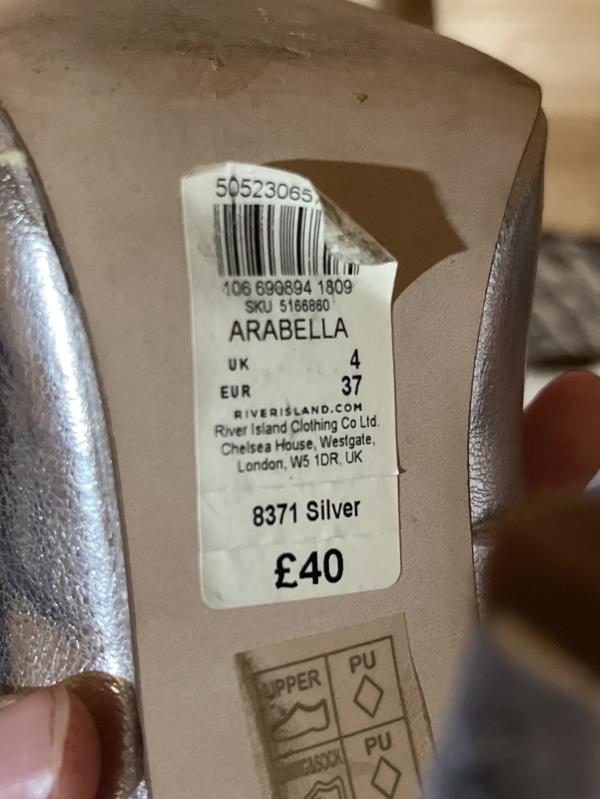 50523065
106 690894 1809
SKU 5166860
ARABELLA
UK 4
EUR 37
RIVERISLAND.COM
River Island Clothing Co Ltd.
Chelsea House, Westgate,
London, W5 1DR, UK
8371 Silver
£40
UPPER PU
PU